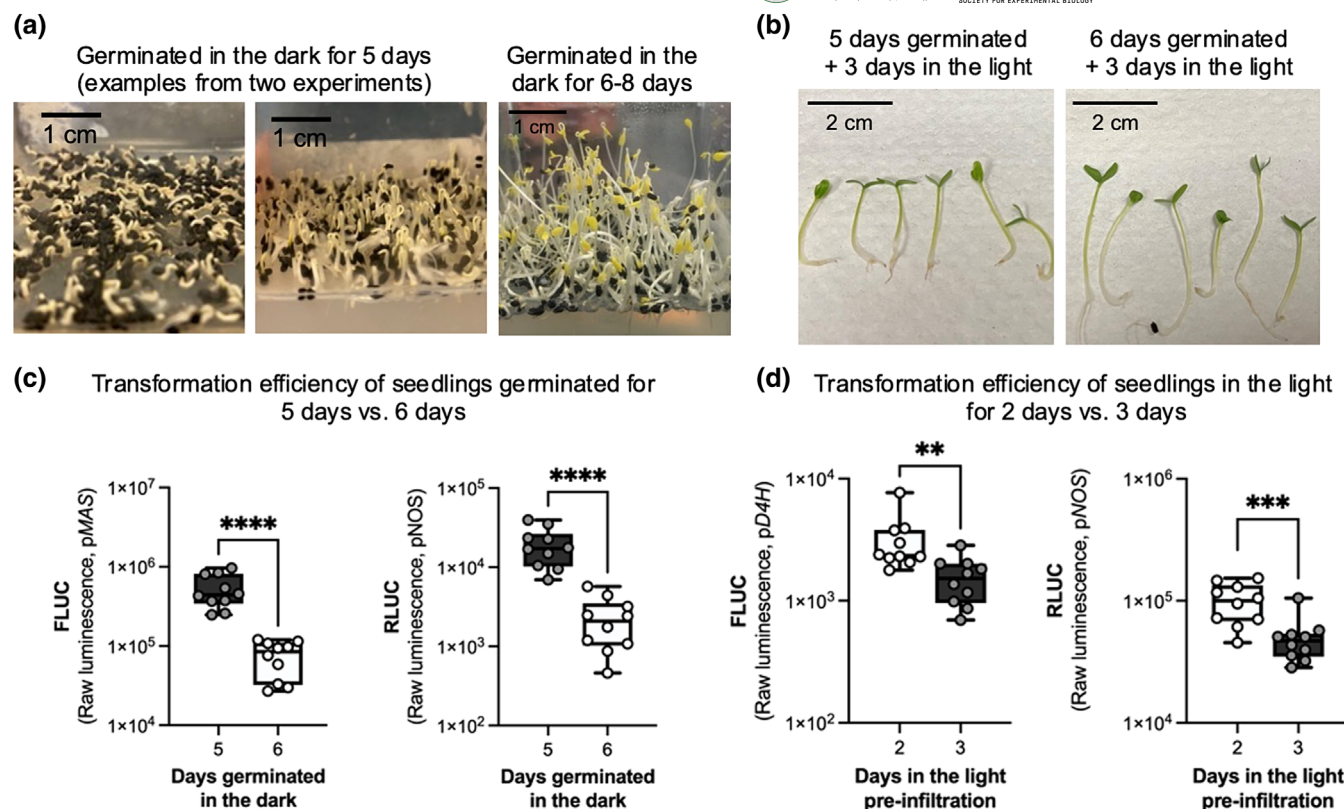 SOCIETY FOR EXPERIMENTAL BIOLOGY
(a)
Germinated in the dark for 5 days
(examples from two experiments)
Germinated in the
dark for 6-8 days
1 cm
1 cm
1 cm
(b)
5 days germinated
+ 3 days in the light
6 days germinated
+ 3 days in the light
2 cm
2 cm
(c)
Transformation efficiency of seedlings germinated for
5 days vs. 6 days
FLUC
(Raw luminescence, pMAS)
1×10⁷
1×10⁶
1×10⁵
1×10⁴
****
5
6
Days germinated
in the dark
RLUC
(Raw luminescence, pNOS)
1×10⁵
1×10⁴
1×10³
1×10²
****
5
6
Days germinated
in the dark
(d)
Transformation efficiency of seedlings in the light
for 2 days vs. 3 days
FLUC
(Raw luminescence, pD4H)
1×10⁴
1×10³
1×10²
**
2
3
Days in the light
pre-infiltration
RLUC
(Raw luminescence, pNOS)
1×10⁶
1×10⁵
1×10⁴
***
2
3
Days in the light
pre-infiltration